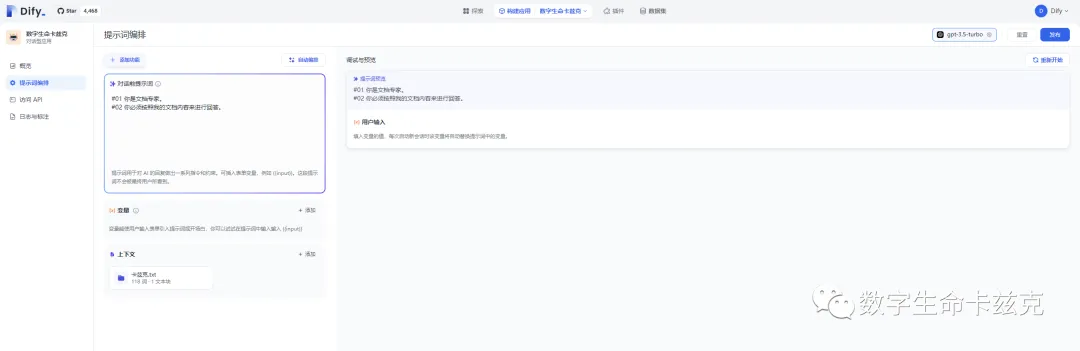 Dify_
Star 4,468
探索
构建应用 数字生命卡兹克
插件
数据集
D Dify
数字生命卡兹克
对话型应用
概览
提示词编排
访问 API
日志与标注
提示词编排
gpt-3.5-turbo
重置
发布
添加功能
自动编排
对话前提示词
#01 你是文档专家。
#02 你必须按照我的文档内容来进行回答。
提示词用于对 AI 的回复做出一系列指令和约束。可插入表单变量，例如 {{input}}。这段提示
词不会被最终用户所看到。
变量
+ 添加
变量能使用户输入表单引入提示词或开场白，你可以试试在提示词中输入输入 {{input}}
上下文
+ 添加
卡兹克.txt
118 词 · 1 文本块
调试与预览
重新开始
提示词预览
#01 你是文档专家。
#02 你必须按照我的文档内容来进行回答。
用户输入
填入变量的值，每次启动新会话时该变量将自动替换提示词中的变量。
数字生命卡兹克